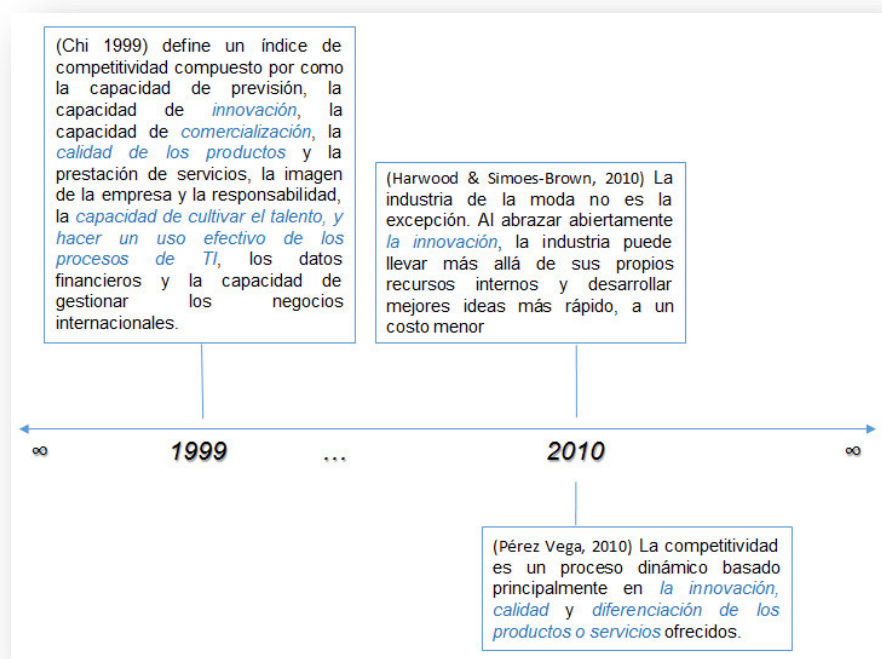 (Chi 1999) define un índice de
competitividad compuesto por como
la capacidad de previsión, la
capacidad de innovación, la
capacidad de comercialización, la
calidad de los productos y la
prestación de servicios, la imagen
de la empresa y la responsabilidad,
la capacidad de cultivar el talento, y
hacer un uso efectivo de los
procesos de TI, los datos
financieros y la capacidad de
gestionar los negocios
internacionales.
(Harwood & Simoes-Brown, 2010) La
industria de la moda no es la
excepción. Al abrazar abiertamente
la innovación, la industria puede
llevar más allá de sus propios
recursos internos y desarrollar
mejores ideas más rápido, a un
costo menor
∞ 1999 ... 2010 ∞
(Pérez Vega, 2010) La competitividad
es un proceso dinámico basado
principalmente en la innovación,
calidad y diferenciación de los
productos o servicios ofrecidos.